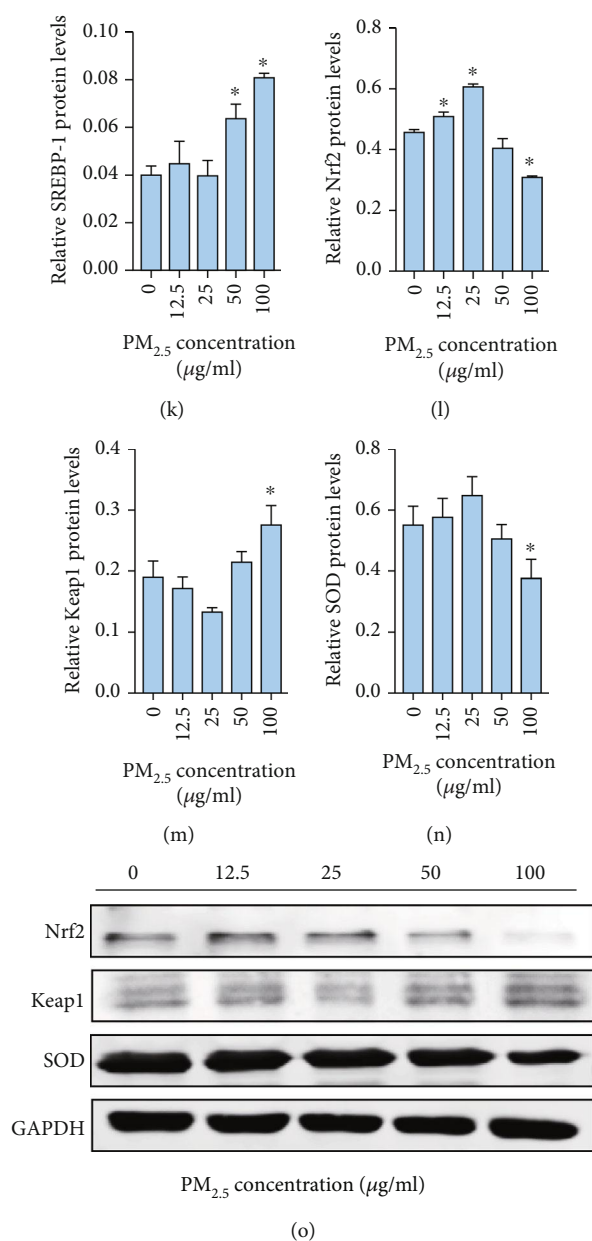 Relative SREBP-1 protein levels
0.10
0.08
0.06
0.04
0.02
0.00
*
*
0
12.5
25
50
100
PM2.5 concentration
(µg/ml)
(k)
Relative Nrf2 protein levels
0.8
0.6
0.4
0.2
0.0
*
*
*
0
12.5
25
50
100
PM2.5 concentration
(µg/ml)
(l)
Relative Keap1 protein levels
0.4
0.3
0.2
0.1
0.0
*
0
12.5
25
50
100
PM2.5 concentration
(µg/ml)
(m)
Relative SOD protein levels
0.8
0.6
0.4
0.2
0.0
*
0
12.5
25
50
100
PM2.5 concentration
(µg/ml)
(n)
0 12.5 25 50 100
Nrf2
Keap1
SOD
GAPDH
PM2.5 concentration (µg/ml)
(o)